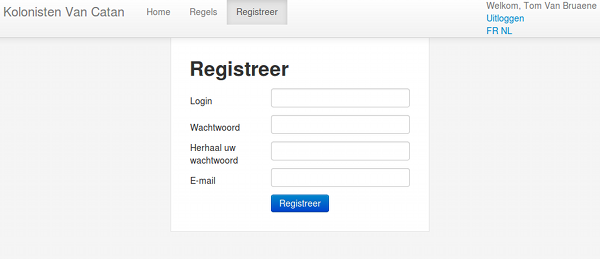 Kolonisten Van Catan Home Regels Registreer Welkom, Tom Van Bruaene
Uitloggen
FR NL
Registreer
Login
Wachtwoord
Herhaal uw
wachtwoord
E-mail
Registreer